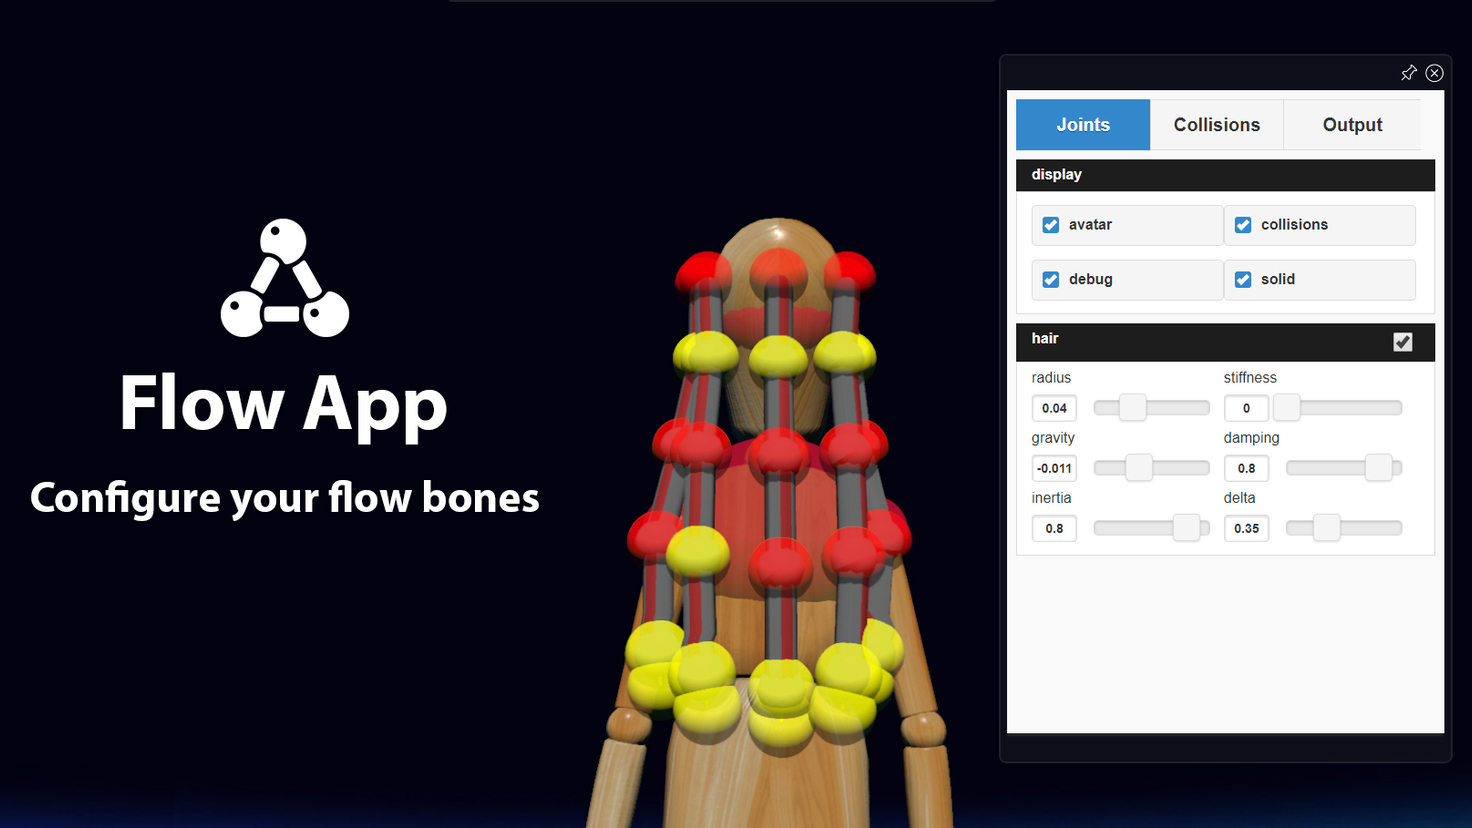 Flow App
Configure your flow bones
Joints Collisions Output
display
avatar collisions
debug solid
hair
radius stiffness
0.04 0
gravity damping
-0.011 0.8
inertia delta
0.8 0.35